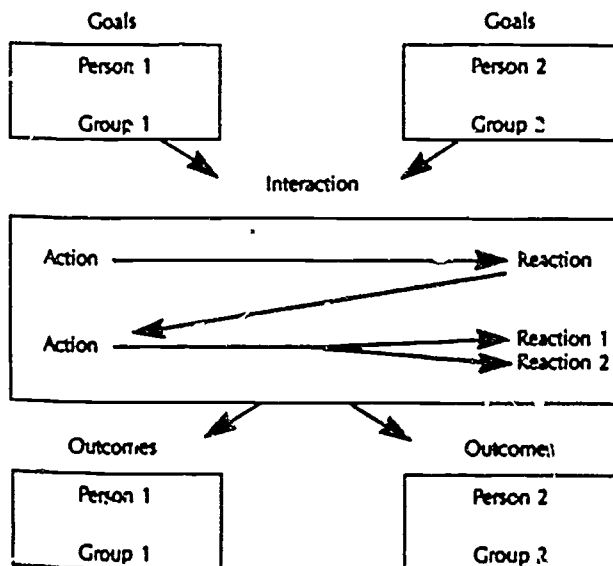 Goals
Goals
Person 1
Person 2
Group 1
Group 2
Interaction
Action
Reaction
Action
Reaction 1
Reaction 2
Outcomes
Outcomes
Person 1
Person 2
Group 1
Group 2